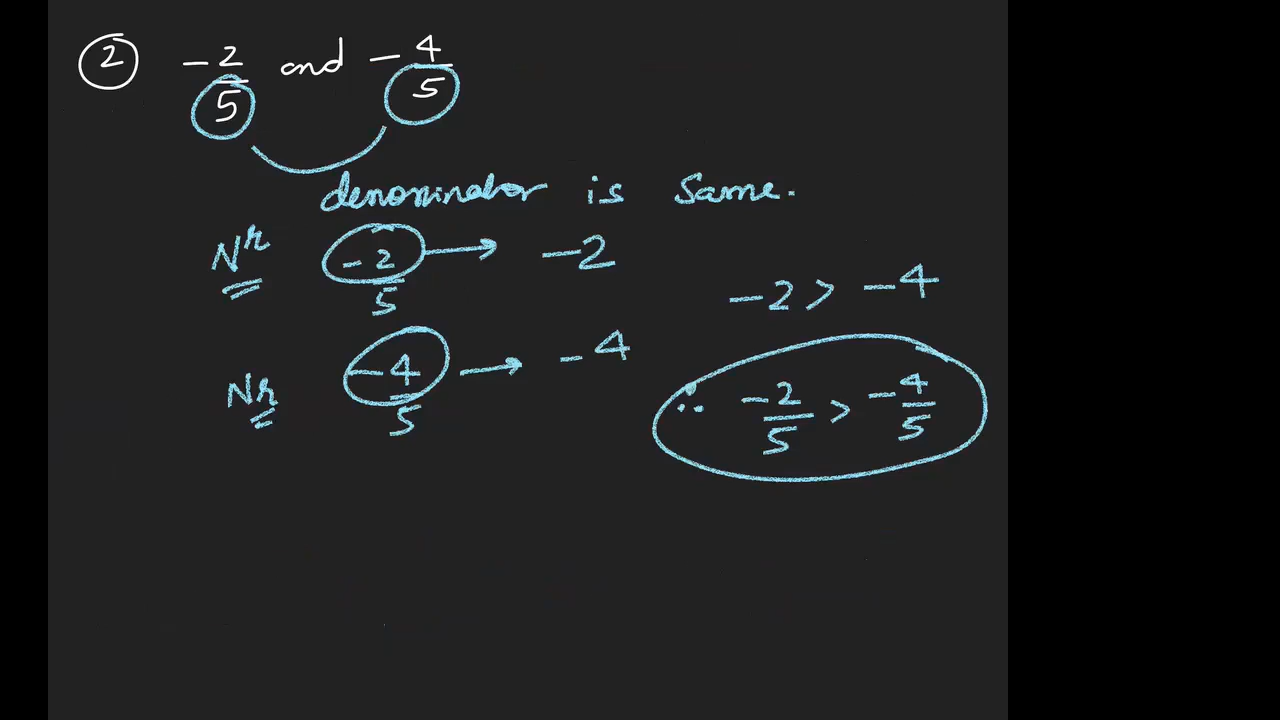 ② -2/5 and -4/5
denominator is same.
Nr -2/5 → -2
-2 > -4
Nr -4/5 → -4
∴ -2/5 > -4/5